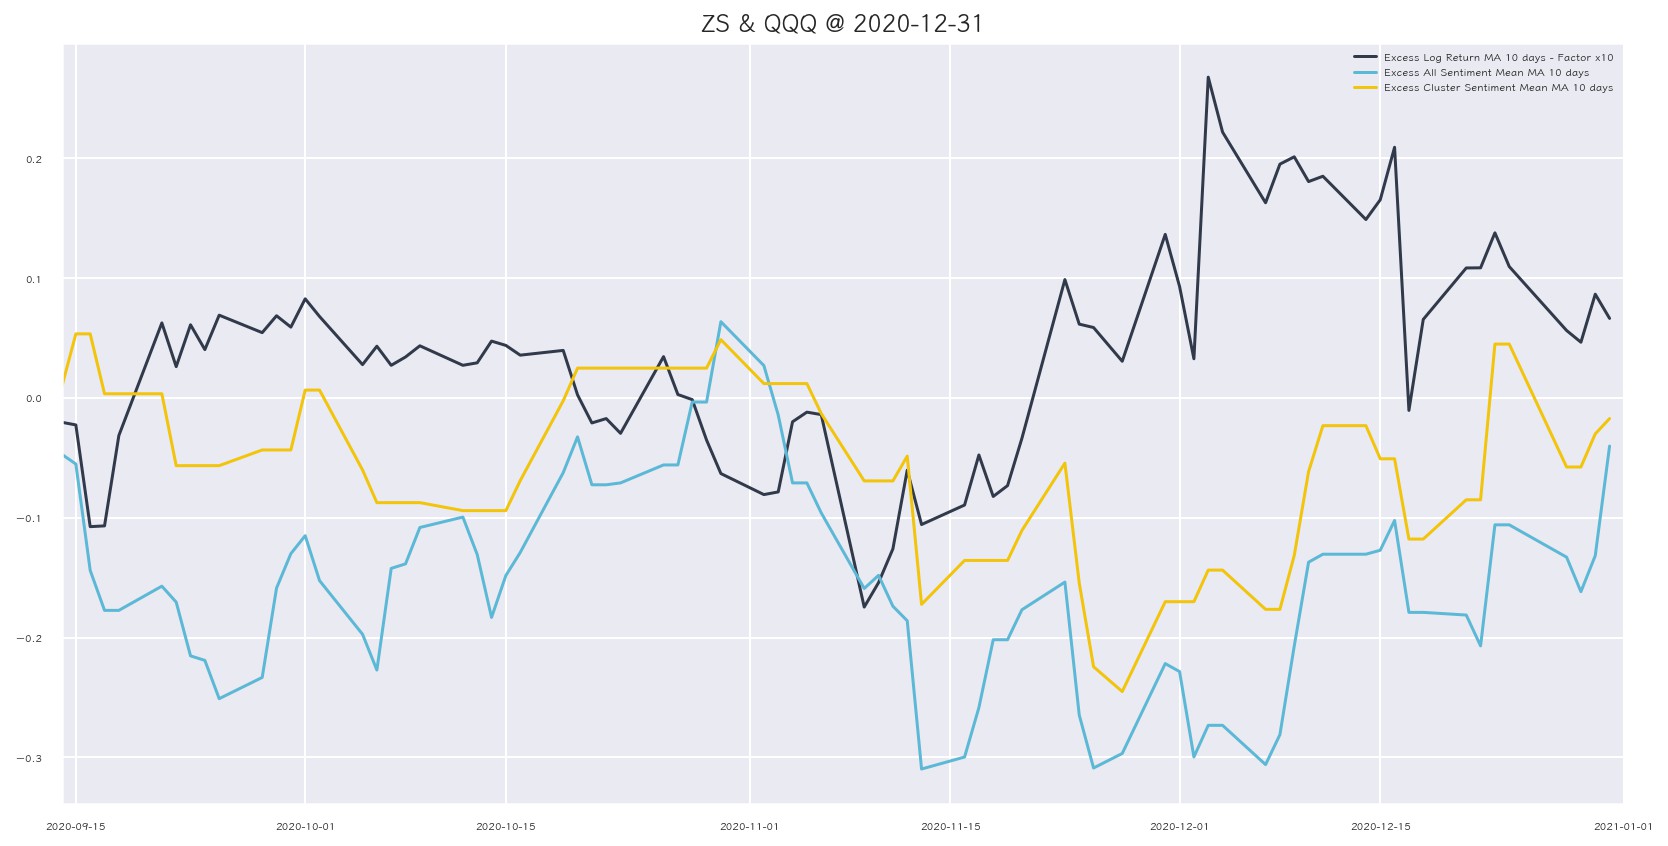 ZS & QQQ @ 2020-12-31
Excess Log Return MA 10 days - Factor x10
Excess All Sentiment Mean MA 10 days
Excess Cluster Sentiment Mean MA 10 days
0.2
0.1
0.0
−0.1
−0.2
−0.3
2020-09-15 2020-10-01 2020-10-15 2020-11-01 2020-11-15 2020-12-01 2020-12-15 2021-01-01